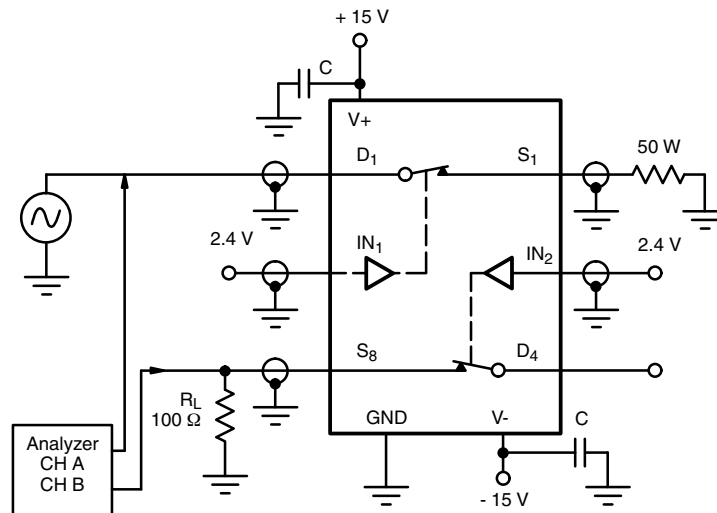 + 15 V
C
V+
D1
S1
50 W
2.4 V
IN1
IN2
2.4 V
S8
D4
RL
100 Ω
GND
V-
C
Analyzer
CH A
CH B
- 15 V